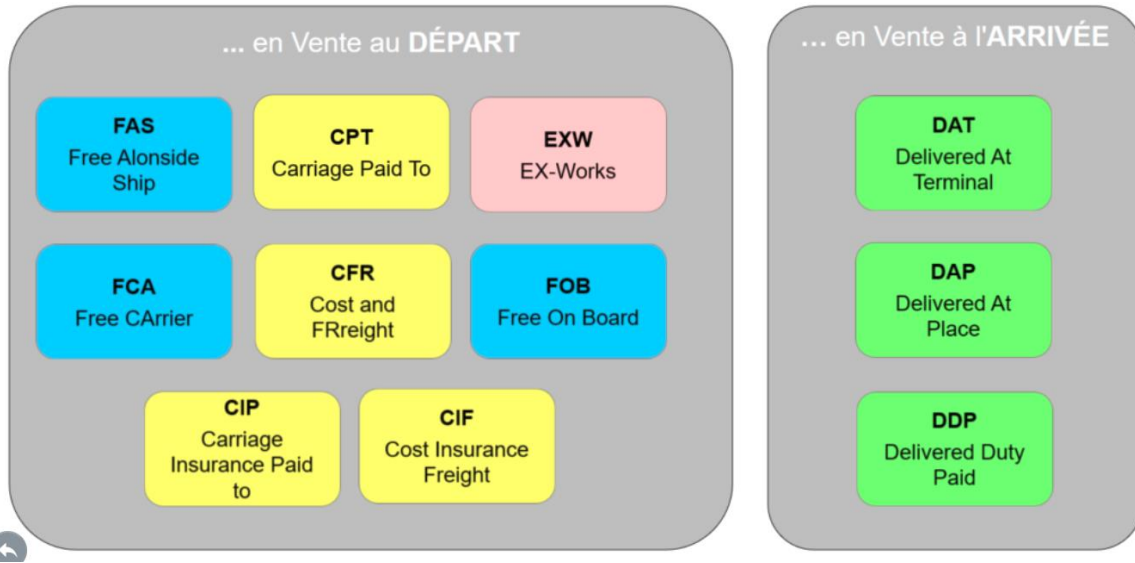 ... en Vente au DÉPART
FAS
Free Alonside
Ship
CPT
Carriage Paid To
EXW
EX-Works
FCA
Free CArrier
CFR
Cost and
FRreight
FOB
Free On Board
CIP
Carriage
Insurance Paid
to
CIF
Cost Insurance
Freight
... en Vente à l'ARRIVÉE
DAT
Delivered At
Terminal
DAP
Delivered At
Place
DDP
Delivered Duty
Paid